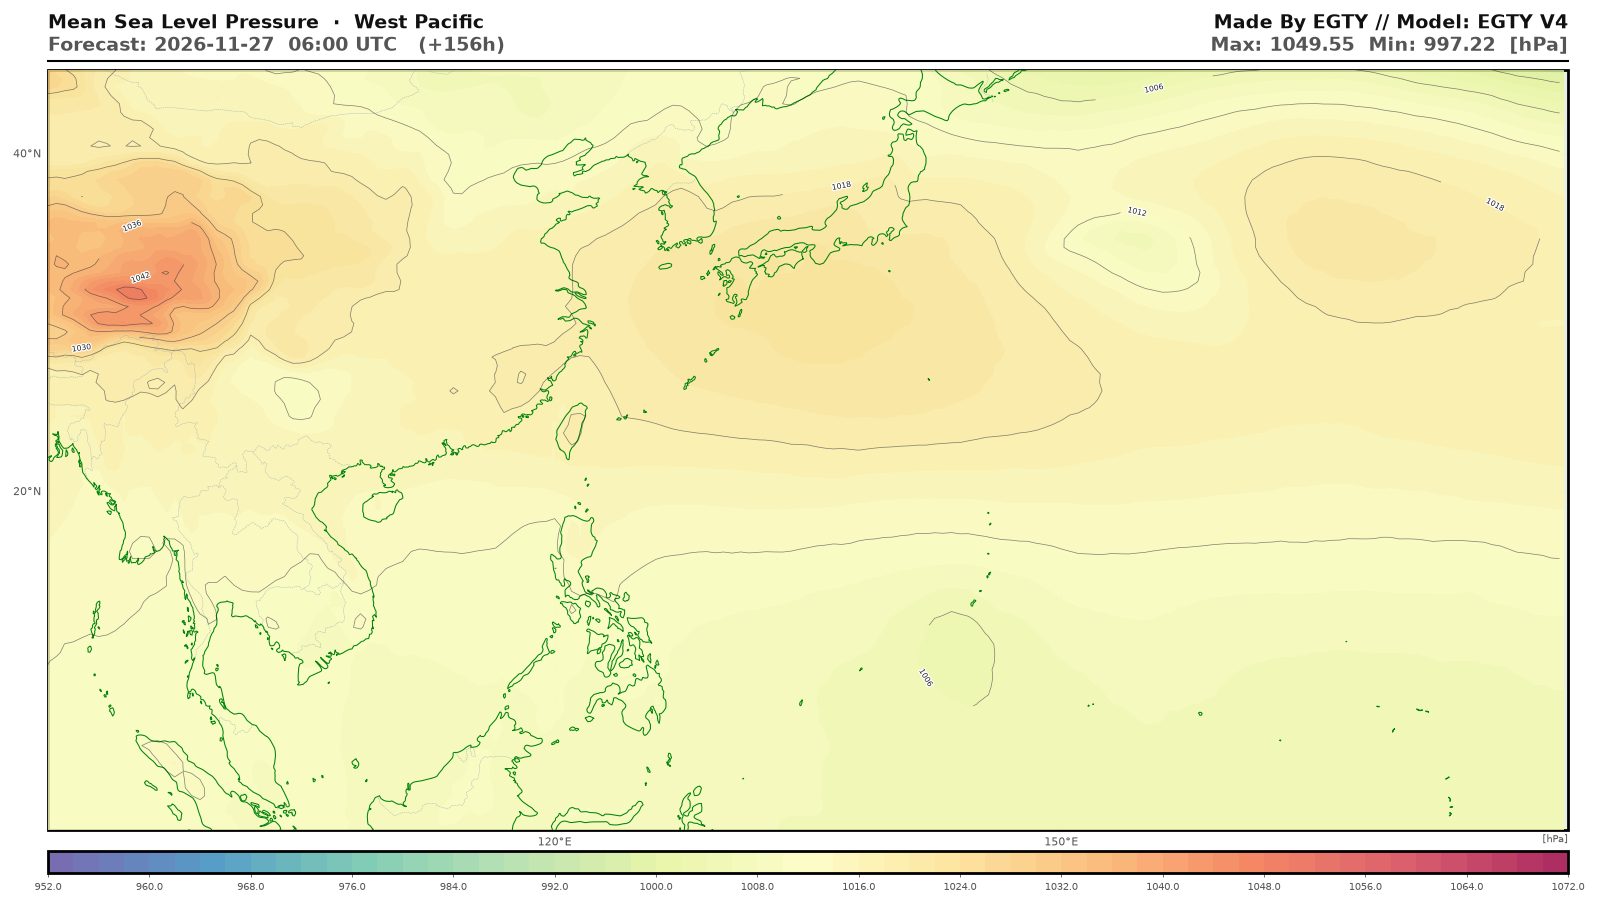 Mean Sea Level Pressure · West Pacific
Made By EGTY // Model: EGTY V4
Forecast: 2026-11-27 06:00 UTC (+156h)
Max: 1049.55 Min: 997.22 [hPa]
1006
40°N
1018
1018
1012
1036
1042
1030
20°N
1006
120°E
150°E
[hPa]
952.0 960.0 968.0 976.0 984.0 992.0 1000.0 1008.0 1016.0 1024.0 1032.0 1040.0 1048.0 1056.0 1064.0 1072.0